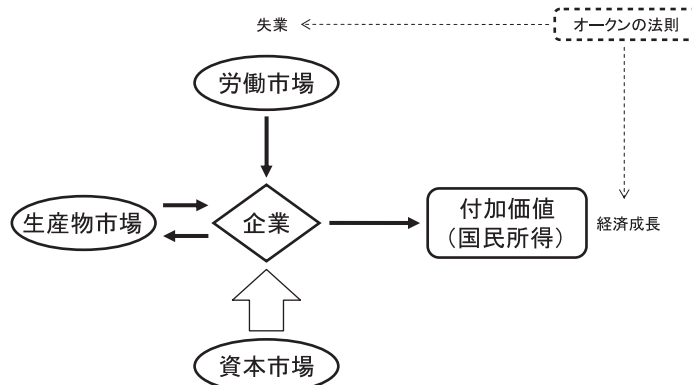 失業
オークンの法則
労働市場
生産物市場
企業
付加価値
（国民所得）
経済成長
資本市場